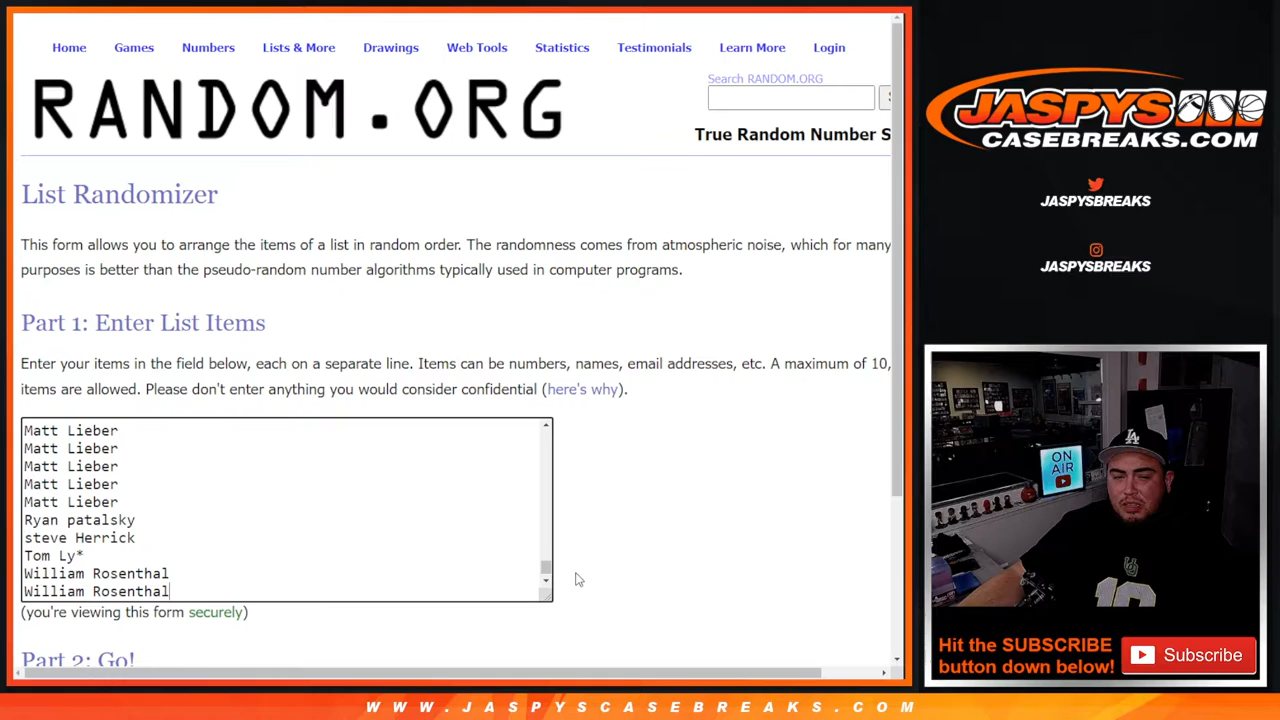 Home Games Numbers Lists & More Drawings Web Tools Statistics Testimonials Learn More Login
RANDOM.ORG
Search RANDOM.ORG
S
True Random Number S
List Randomizer
This form allows you to arrange the items of a list in random order. The randomness comes from atmospheric noise, which for many
purposes is better than the pseudo-random number algorithms typically used in computer programs.
Part 1: Enter List Items
Enter your items in the field below, each on a separate line. Items can be numbers, names, email addresses, etc. A maximum of 10,
items are allowed. Please don't enter anything you would consider confidential (here's why).
Matt Lieber
Matt Lieber
Matt Lieber
Matt Lieber
Matt Lieber
Ryan patalsky
steve Herrick
Tom Ly*
William Rosenthal
William Rosenthal
(you're viewing this form securely)
Part 2: Go!
JASPYS
CASEBREAKS.COM
JASPYSBREAKS
JASPYSBREAKS
ON
AIR
LA
10
Hit the SUBSCRIBE
button down below!
Subscribe
WWW.JASPYSCASEBREAKS.COM